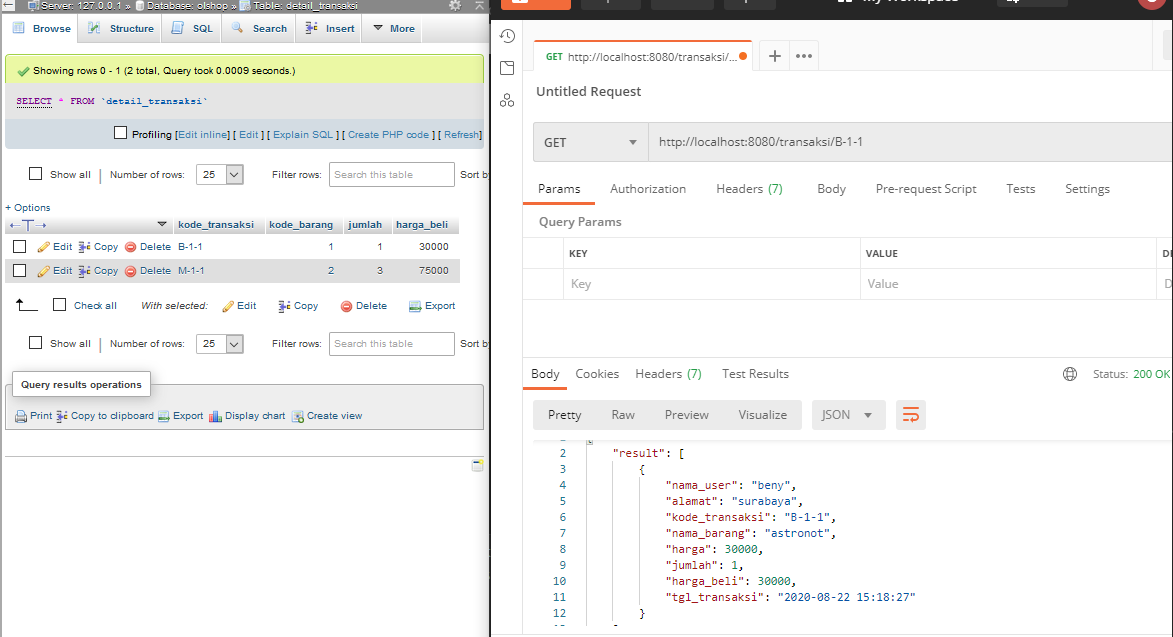 Server: 127.0.0.1 » Database: olshop » Table: detail_transaksi
Browse Structure SQL Search Insert More
Showing rows 0 - 1 (2 total, Query took 0.0009 seconds.)
SELECT * FROM `detail_transaksi`
Profiling [Edit inline] [ Edit ] [ Explain SQL ] [ Create PHP code ] [ Refresh]
Show all | Number of rows: 25 Filter rows: Search this table Sort b
+ Options
←T→ kode_transaksi kode_barang jumlah harga_beli
Edit Copy Delete B-1-1 1 1 30000
Edit Copy Delete M-1-1 2 3 75000
Check all With selected: Edit Copy Delete Export
Show all | Number of rows: 25 Filter rows: Search this table Sort b
Query results operations
Print Copy to clipboard Export Display chart Create view
GET http://localhost:8080/transaksi/...
+ •••
Untitled Request
GET http://localhost:8080/transaksi/B-1-1
Params Authorization Headers (7) Body Pre-request Script Tests Settings
Query Params
KEY VALUE
Key Value
Body Cookies Headers (7) Test Results Status: 200 OK
Pretty Raw Preview Visualize JSON
2 "result": [
3 {
4 "nama_user": "beny",
5 "alamat": "surabaya",
6 "kode_transaksi": "B-1-1",
7 "nama_barang": "astronot",
8 "harga": 30000,
9 "jumlah": 1,
10 "harga_beli": 30000,
11 "tgl_transaksi": "2020-08-22 15:18:27"
12 }